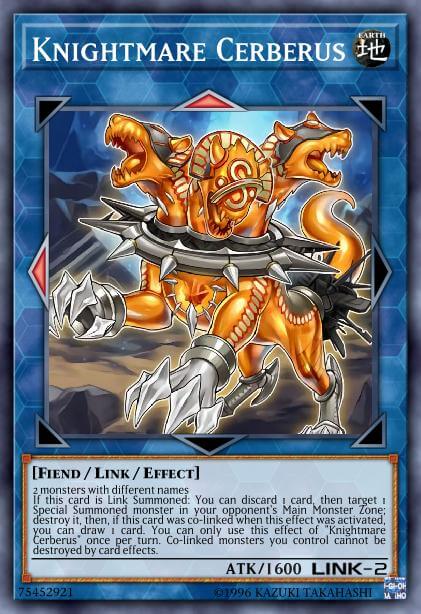 KNIGHTMARE CERBERUS
EARTH
地
[FIEND / LINK / EFFECT]
2 monsters with different names
If this card is Link Summoned: You can discard 1 card, then target 1
Special Summoned monster in your opponent's Main Monster Zone;
destroy it, then, if this card was co-linked when this effect was activated,
you can draw 1 card. You can only use this effect of "Knightmare
Cerberus" once per turn. Co-linked monsters you control cannot be
destroyed by card effects.
ATK/1600 LINK-2
75452921
©1996 KAZUKI TAKAHASHI